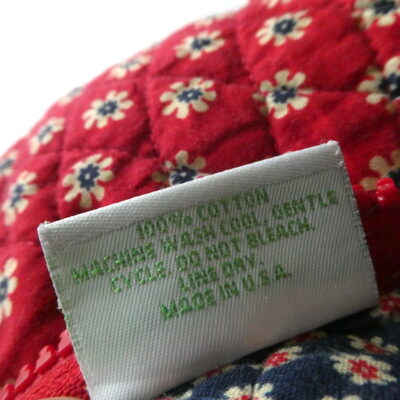 100% COTTON
MACHINE WASH COOL, GENTLE
CYCLE. DO NOT BLEACH.
LINE DRY.
MADE IN U.S.A.